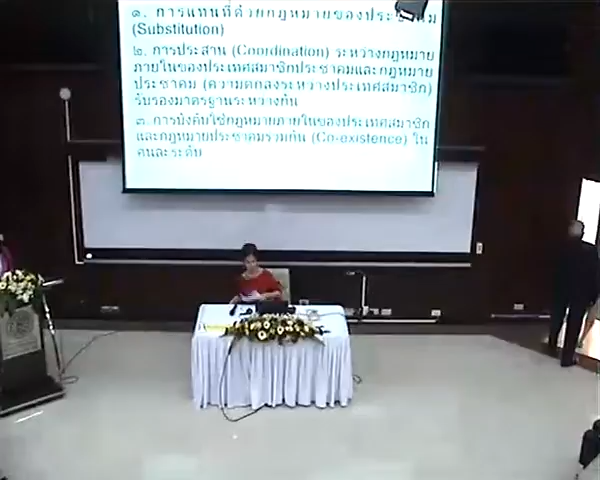 ๑. การแทนที่ด้วยกฎหมายของประชาคม
(Substitution)
๒. การประสาน (Coordination) ระหว่างกฎหมาย
ภายในของประเทศสมาชิกประชาคมและกฎหมาย
ประชาคม (ความตกลงระหว่างประเทศสมาชิก)
รับรองมาตรฐานระหว่างกัน
๓. การบังคับใช้กฎหมายภายในของประเทศสมาชิก
และกฎหมายประชาคมร่วมกัน (Co-existence) ใน
คนละระดับ